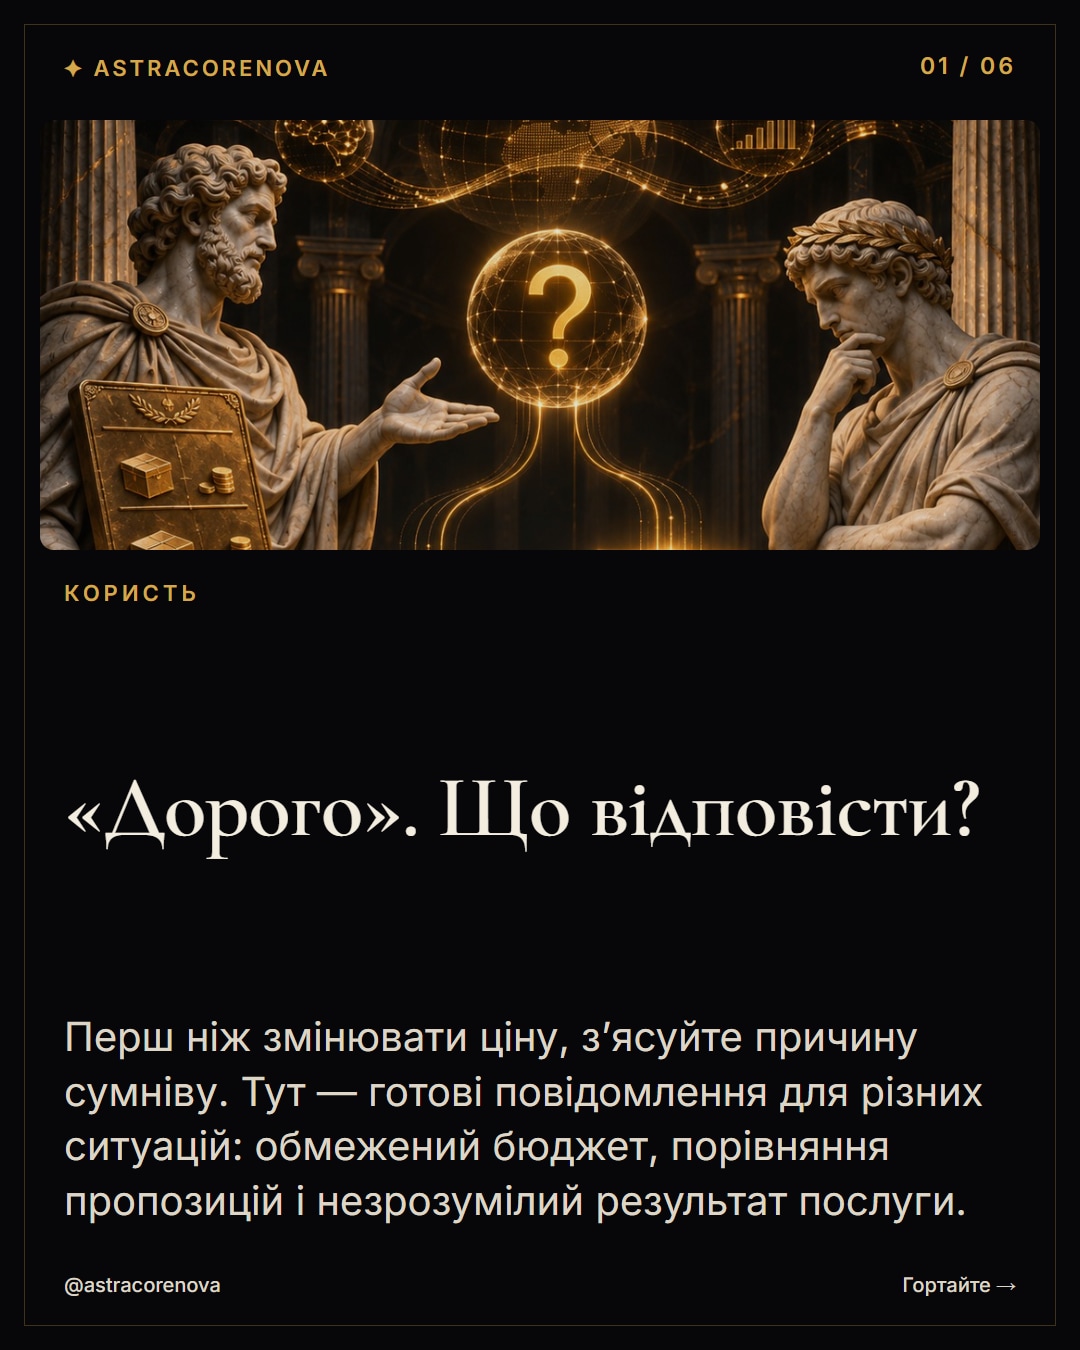 ✦ ASTRACORENOVA
01 / 06
?
КОРИСТЬ
«Дорого». Що відповісти?
Перш ніж змінювати ціну, з’ясуйте причину
сумніву. Тут — готові повідомлення для різних
ситуацій: обмежений бюджет, порівняння
пропозицій і незрозумілий результат послуги.
@astracorenova
Гортайте →